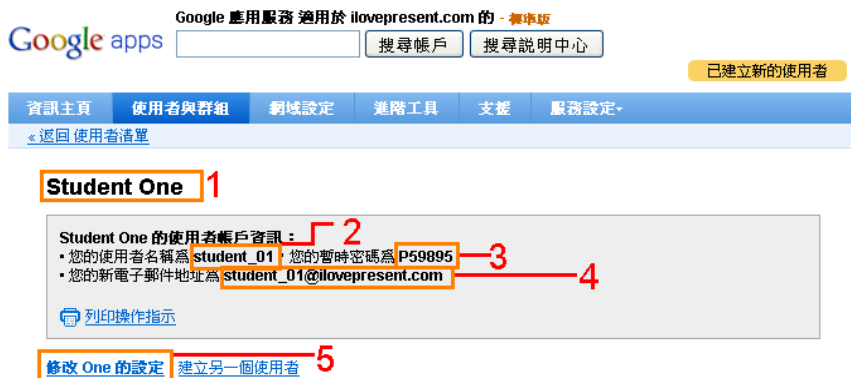 Google 應用服務 適用於 ilovepresent.com 的 - 標準版
Google apps 搜尋帳戶 搜尋說明中心
已建立新的使用者
資訊主頁 使用者與群組 網域設定 進階工具 支援 服務設定
« 返回 使用者清單
Student One 1
Student One 的使用者帳戶資訊： 2
• 您的使用者名稱為 student_01，您的暫時密碼為 P59895 3
• 您的新電子郵件地址為 student_01@ilovepresent.com 4
列印操作指示
修改 One 的設定 建立另一個使用者 5